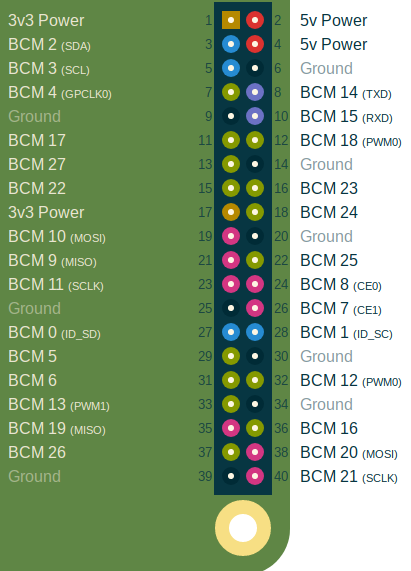 3v3 Power 1 2 5v Power
BCM 2 (SDA) 3 4 5v Power
BCM 3 (SCL) 5 6 Ground
BCM 4 (GPCLK0) 7 8 BCM 14 (TXD)
Ground 9 10 BCM 15 (RXD)
BCM 17 11 12 BCM 18 (PWM0)
BCM 27 13 14 Ground
BCM 22 15 16 BCM 23
3v3 Power 17 18 BCM 24
BCM 10 (MOSI) 19 20 Ground
BCM 9 (MISO) 21 22 BCM 25
BCM 11 (SCLK) 23 24 BCM 8 (CE0)
Ground 25 26 BCM 7 (CE1)
BCM 0 (ID_SD) 27 28 BCM 1 (ID_SC)
BCM 5 29 30 Ground
BCM 6 31 32 BCM 12 (PWM0)
BCM 13 (PWM1) 33 34 Ground
BCM 19 (MISO) 35 36 BCM 16
BCM 26 37 38 BCM 20 (MOSI)
Ground 39 40 BCM 21 (SCLK)